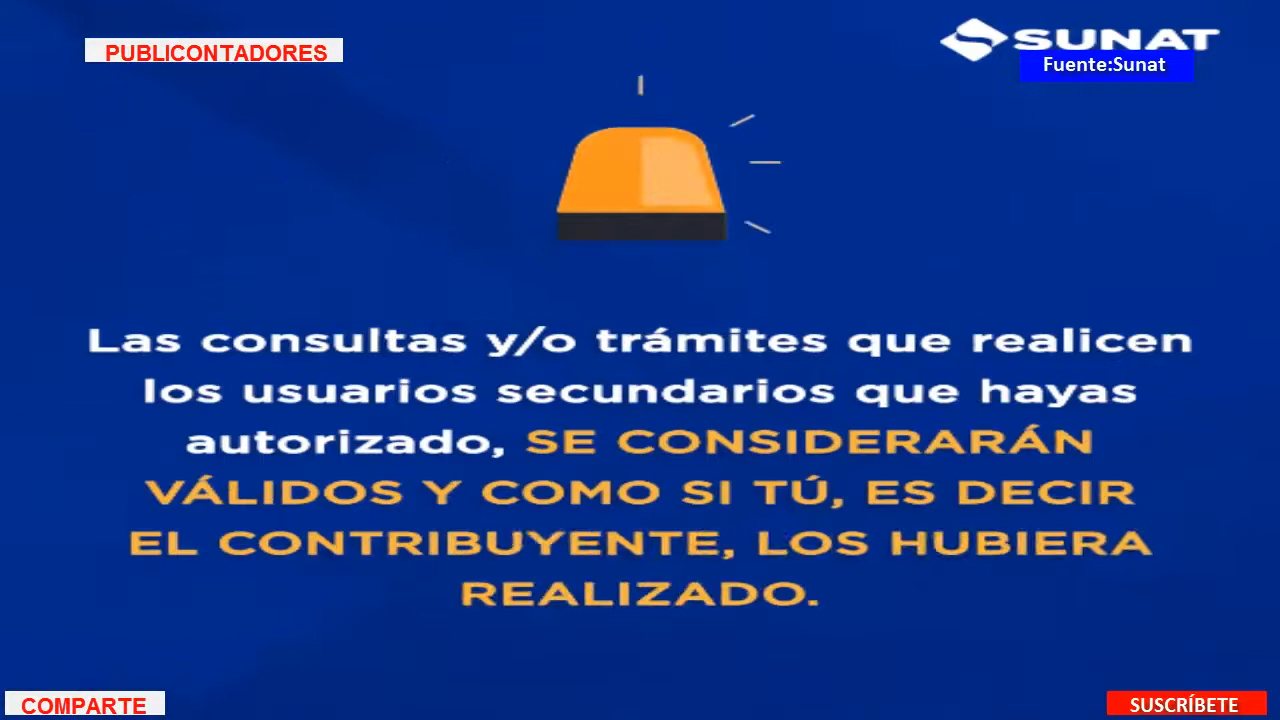 PUBLICONTADORES
SUNAT
Fuente:Sunat
Las consultas y/o trámites que realicen
los usuarios secundarios que hayas
autorizado, SE CONSIDERARÁN
VÁLIDOS Y COMO SI TÚ, ES DECIR
EL CONTRIBUYENTE, LOS HUBIERA
REALIZADO.
COMPARTE
SUSCRÍBETE